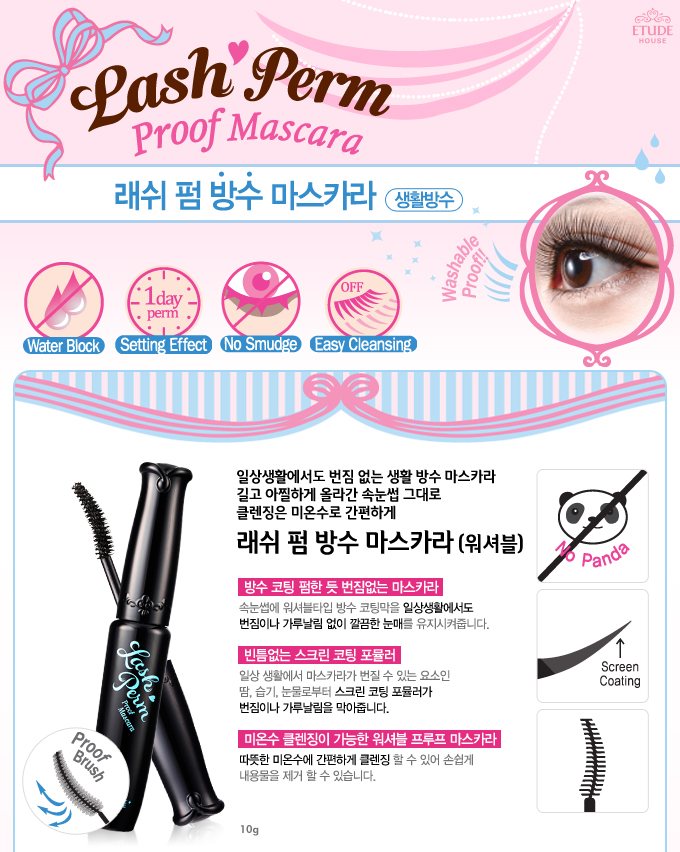 ETUDE
HOUSE
Lash Perm
Proof Mascara
래쉬 펌 방수 마스카라 생활방수
Washable
Proof!!
1day
perm
OFF
Water Block
Setting Effect
No Smudge
Easy Cleansing
일상생활에서도 번짐 없는 생활 방수 마스카라
길고 아찔하게 올라간 속눈썹 그대로
클렌징은 미온수로 간편하게
래쉬 펌 방수 마스카라 (워셔블)
No Panda
방수 코팅 펌한 듯 번짐없는 마스카라
속눈썹에 워셔블타입 방수 코팅막을 일상생활에서도
번짐이나 가루날림 없이 깔끔한 눈매를 유지시켜줍니다.
빈틈없는 스크린 코팅 포뮬러
일상 생활에서 마스카라가 번질 수 있는 요소인
땀, 습기, 눈물로부터 스크린 코팅 포뮬러가
번짐이나 가루날림을 막아줍니다.
Screen
Coating
미온수 클렌징이 가능한 워셔블 프루프 마스카라
따뜻한 미온수에 간편하게 클렌징 할 수 있어 손쉽게
내용물을 제거 할 수 있습니다.
Lash
Perm
Proof
Mascara
Proof
Brush
10g